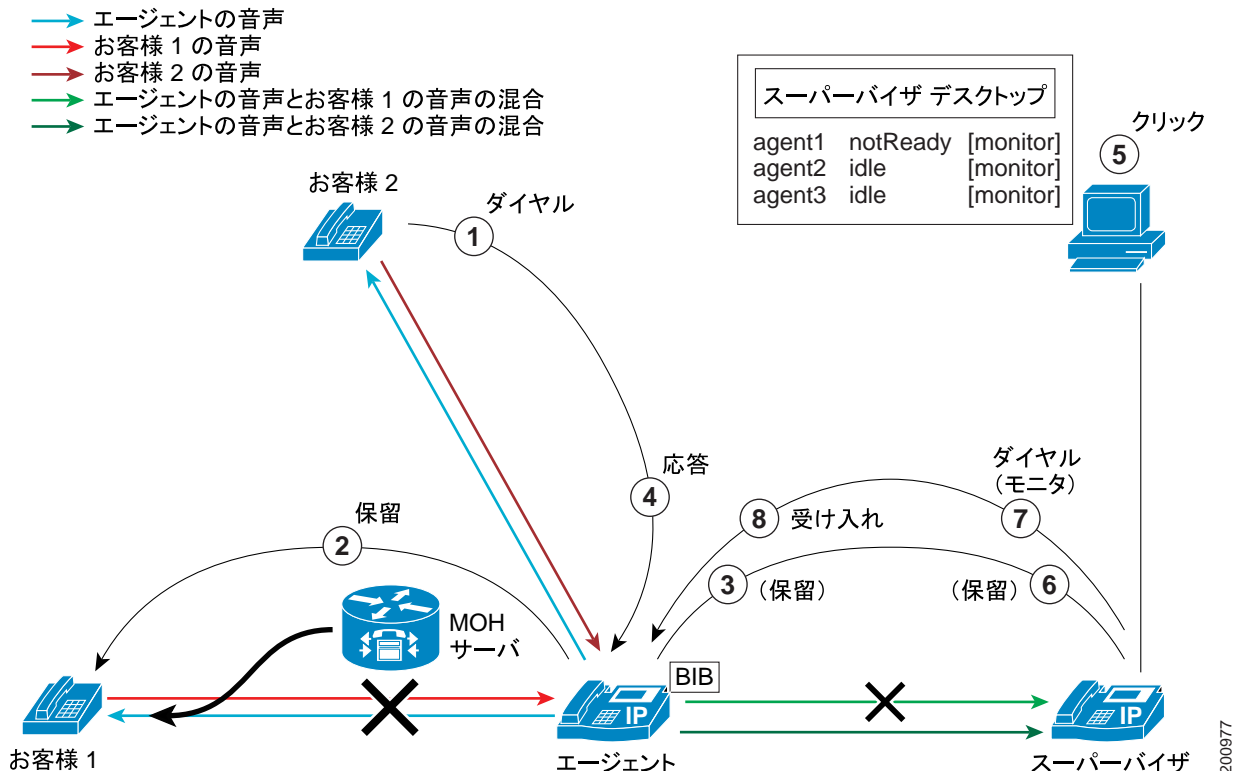 エージェントの音声
お客様 1 の音声
お客様 2 の音声
エージェントの音声とお客様 1 の音声の混合
エージェントの音声とお客様 2 の音声の混合
スーパーバイザ デスクトップ
agent1 notReady [monitor]
agent2 idle [monitor]
agent3 idle [monitor]
クリック
5
お客様 2
ダイヤル
1
応答
4
ダイヤル
（モニタ）
7
8 受け入れ
保留
2
3 （保留）
（保留） 6
MOH
サーバ
BIB
IP
IP
お客様 1
エージェント
スーパーバイザ
200977